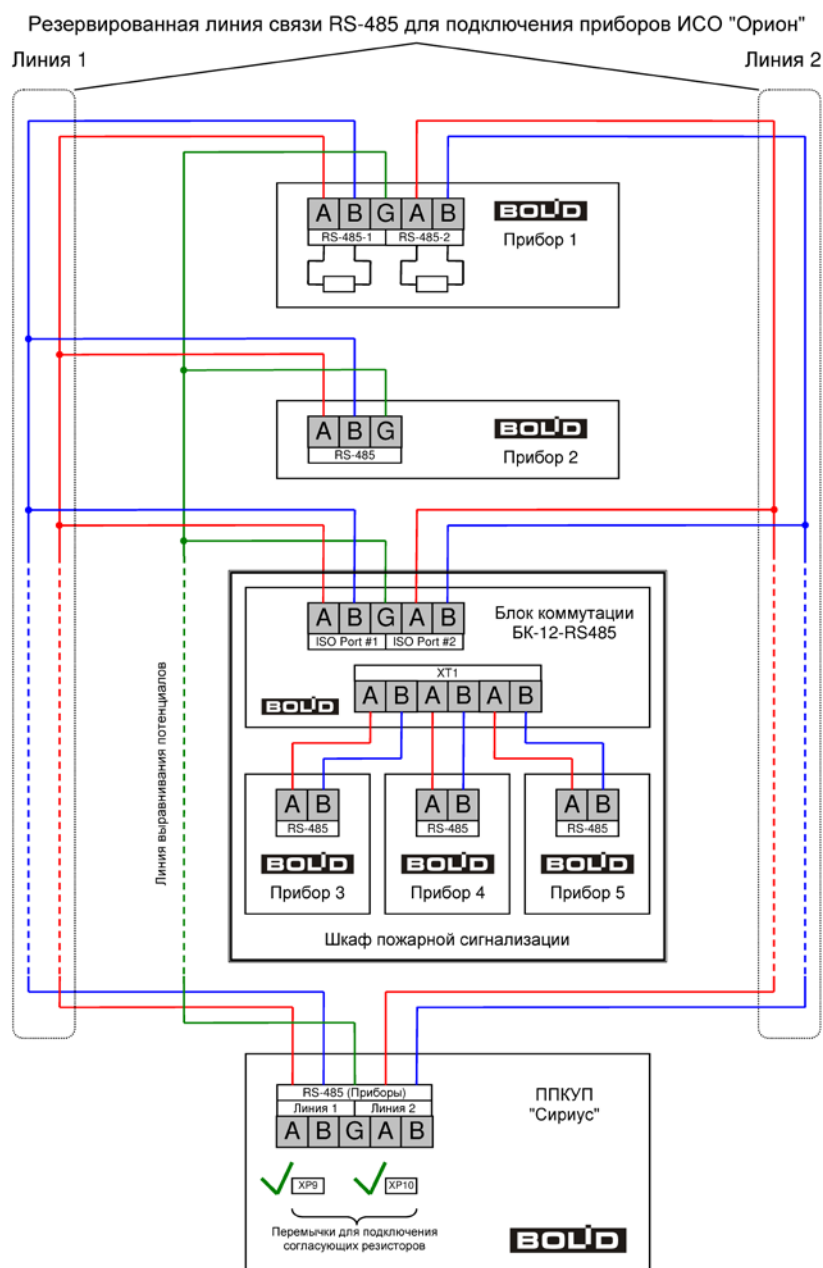 Резервированная линия связи RS-485 для подключения приборов ИСО "Орион"
Линия 1
Линия 2
A B G A B
RS-485-1 RS-485-2
BOLID
Прибор 1
A B G
RS-485
BOLID
Прибор 2
A B G A B
ISO Port #1 ISO Port #2
Блок коммутации
БК-12-RS485
XT1
A B A B A B
BOLID
Линия выравнивания потенциалов
A B
RS-485
BOLID
Прибор 3
A B
RS-485
BOLID
Прибор 4
A B
RS-485
BOLID
Прибор 5
Шкаф пожарной сигнализации
RS-485 (Приборы)
Линия 1 Линия 2
A B G A B
ППКУП
"Сириус"
XP9 XP10
Перемычки для подключения
согласующих резисторов
BOLID